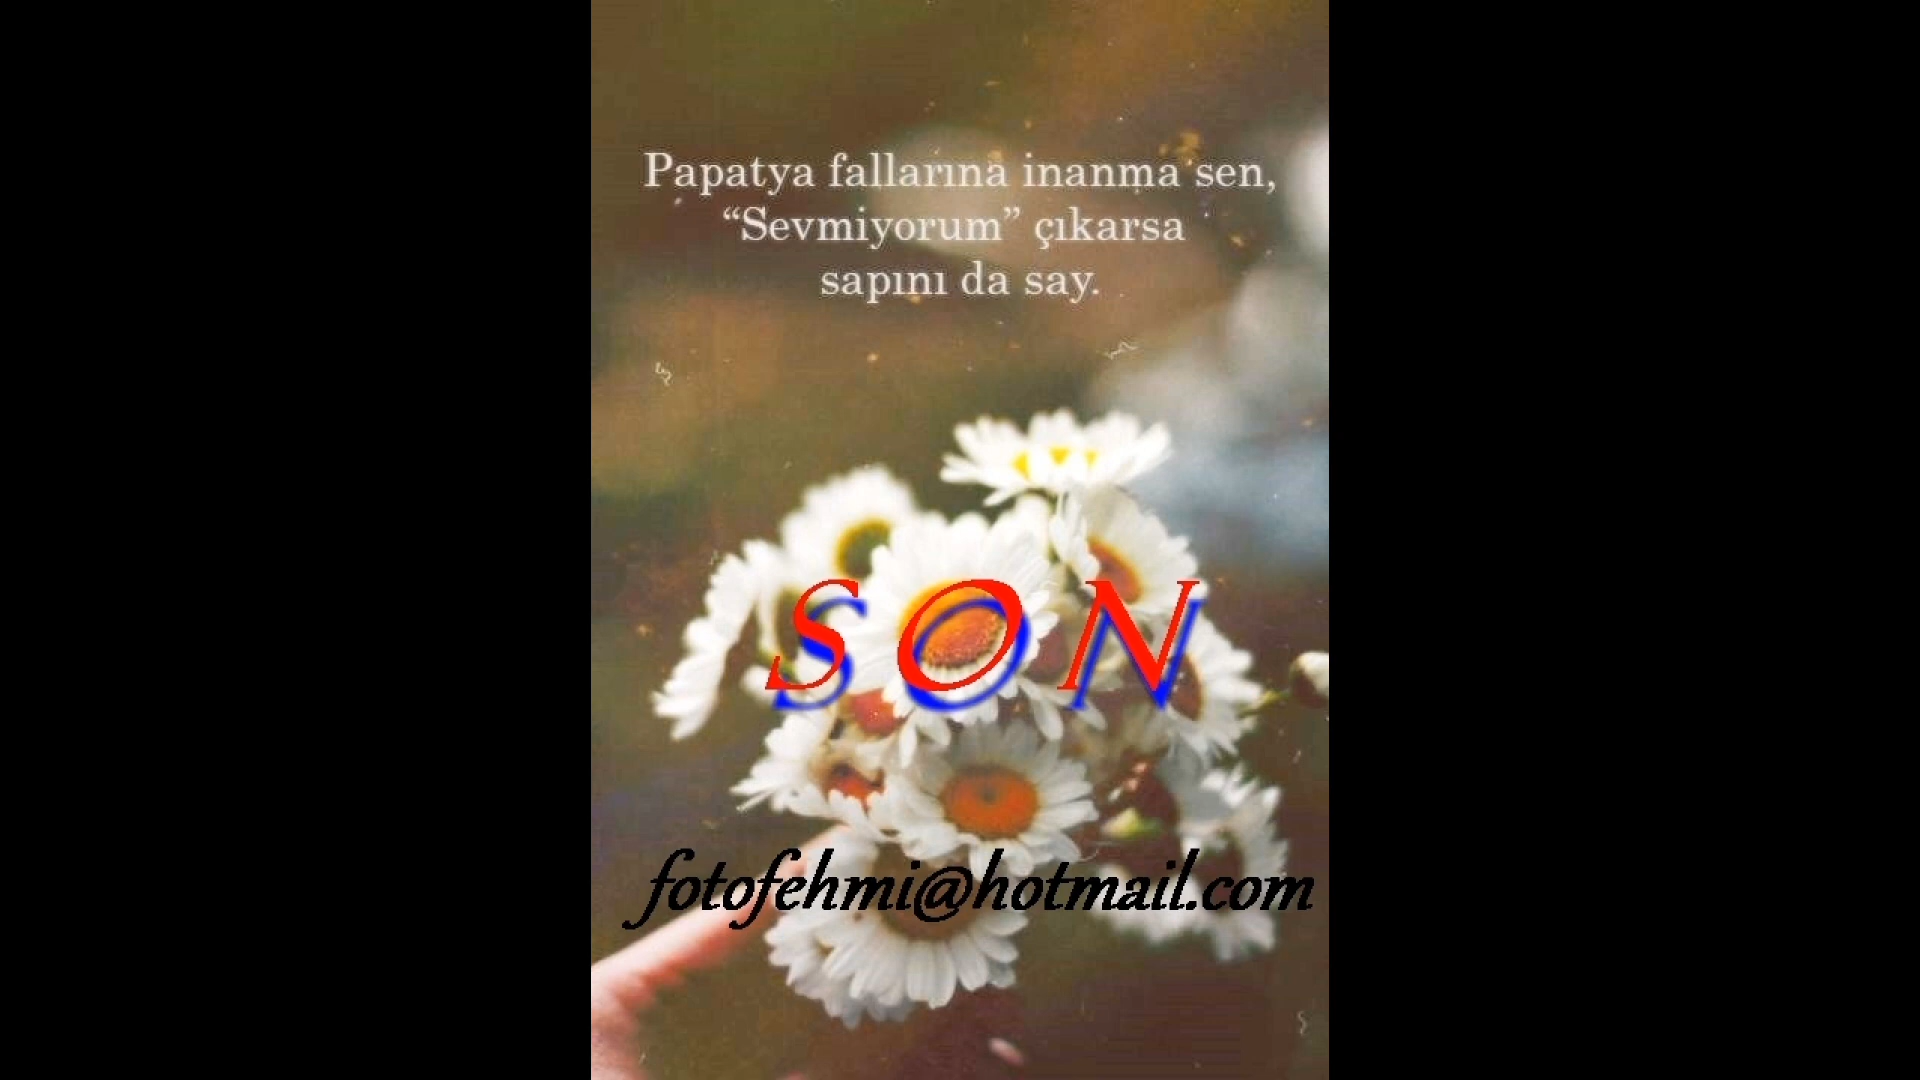 Papatya fallarına inanma sen,
“Sevmiyorum” çıkarsa
sapını da say.
SON
fotofehmi@hotmail.com